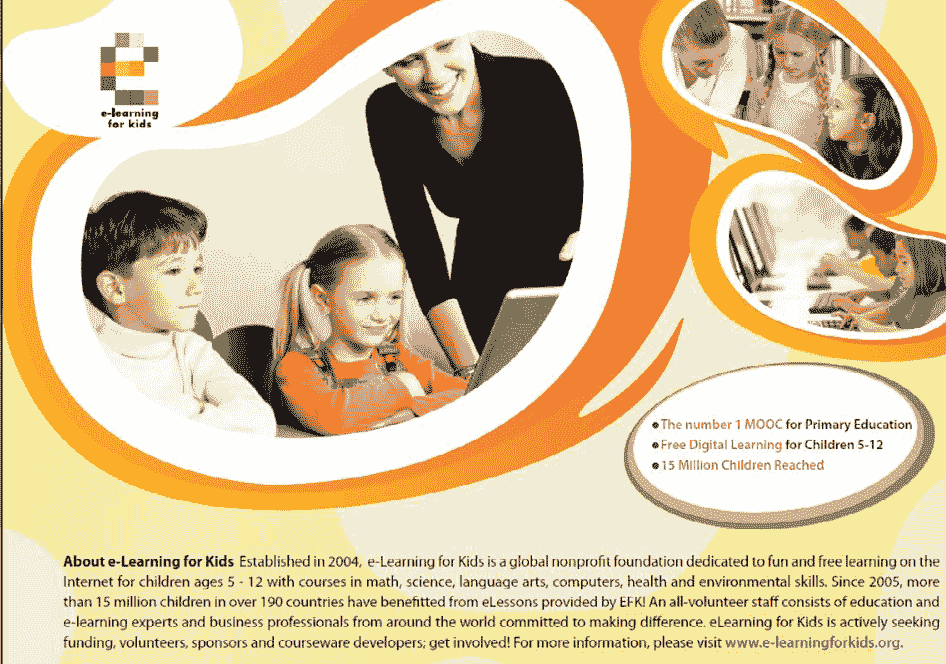 e-learning
for kids
The number 1 MOOC for Primary Education
Free Digital Learning for Children 5-12
15 Million Children Reached
About e-Learning for Kids Established in 2004, e-Learning for Kids is a global nonprofit foundation dedicated to fun and free learning on the
Internet for children ages 5 - 12 with courses in math, science, language arts, computers, health and environmental skills. Since 2005, more
than 15 million children in over 190 countries have benefitted from eLessons provided by EFK! An all-volunteer staff consists of education and
e-learning experts and business professionals from around the world committed to making difference. eLearning for Kids is actively seeking
funding, volunteers, sponsors and courseware developers; get involved! For more information, please visit www.e-learningforkids.org.